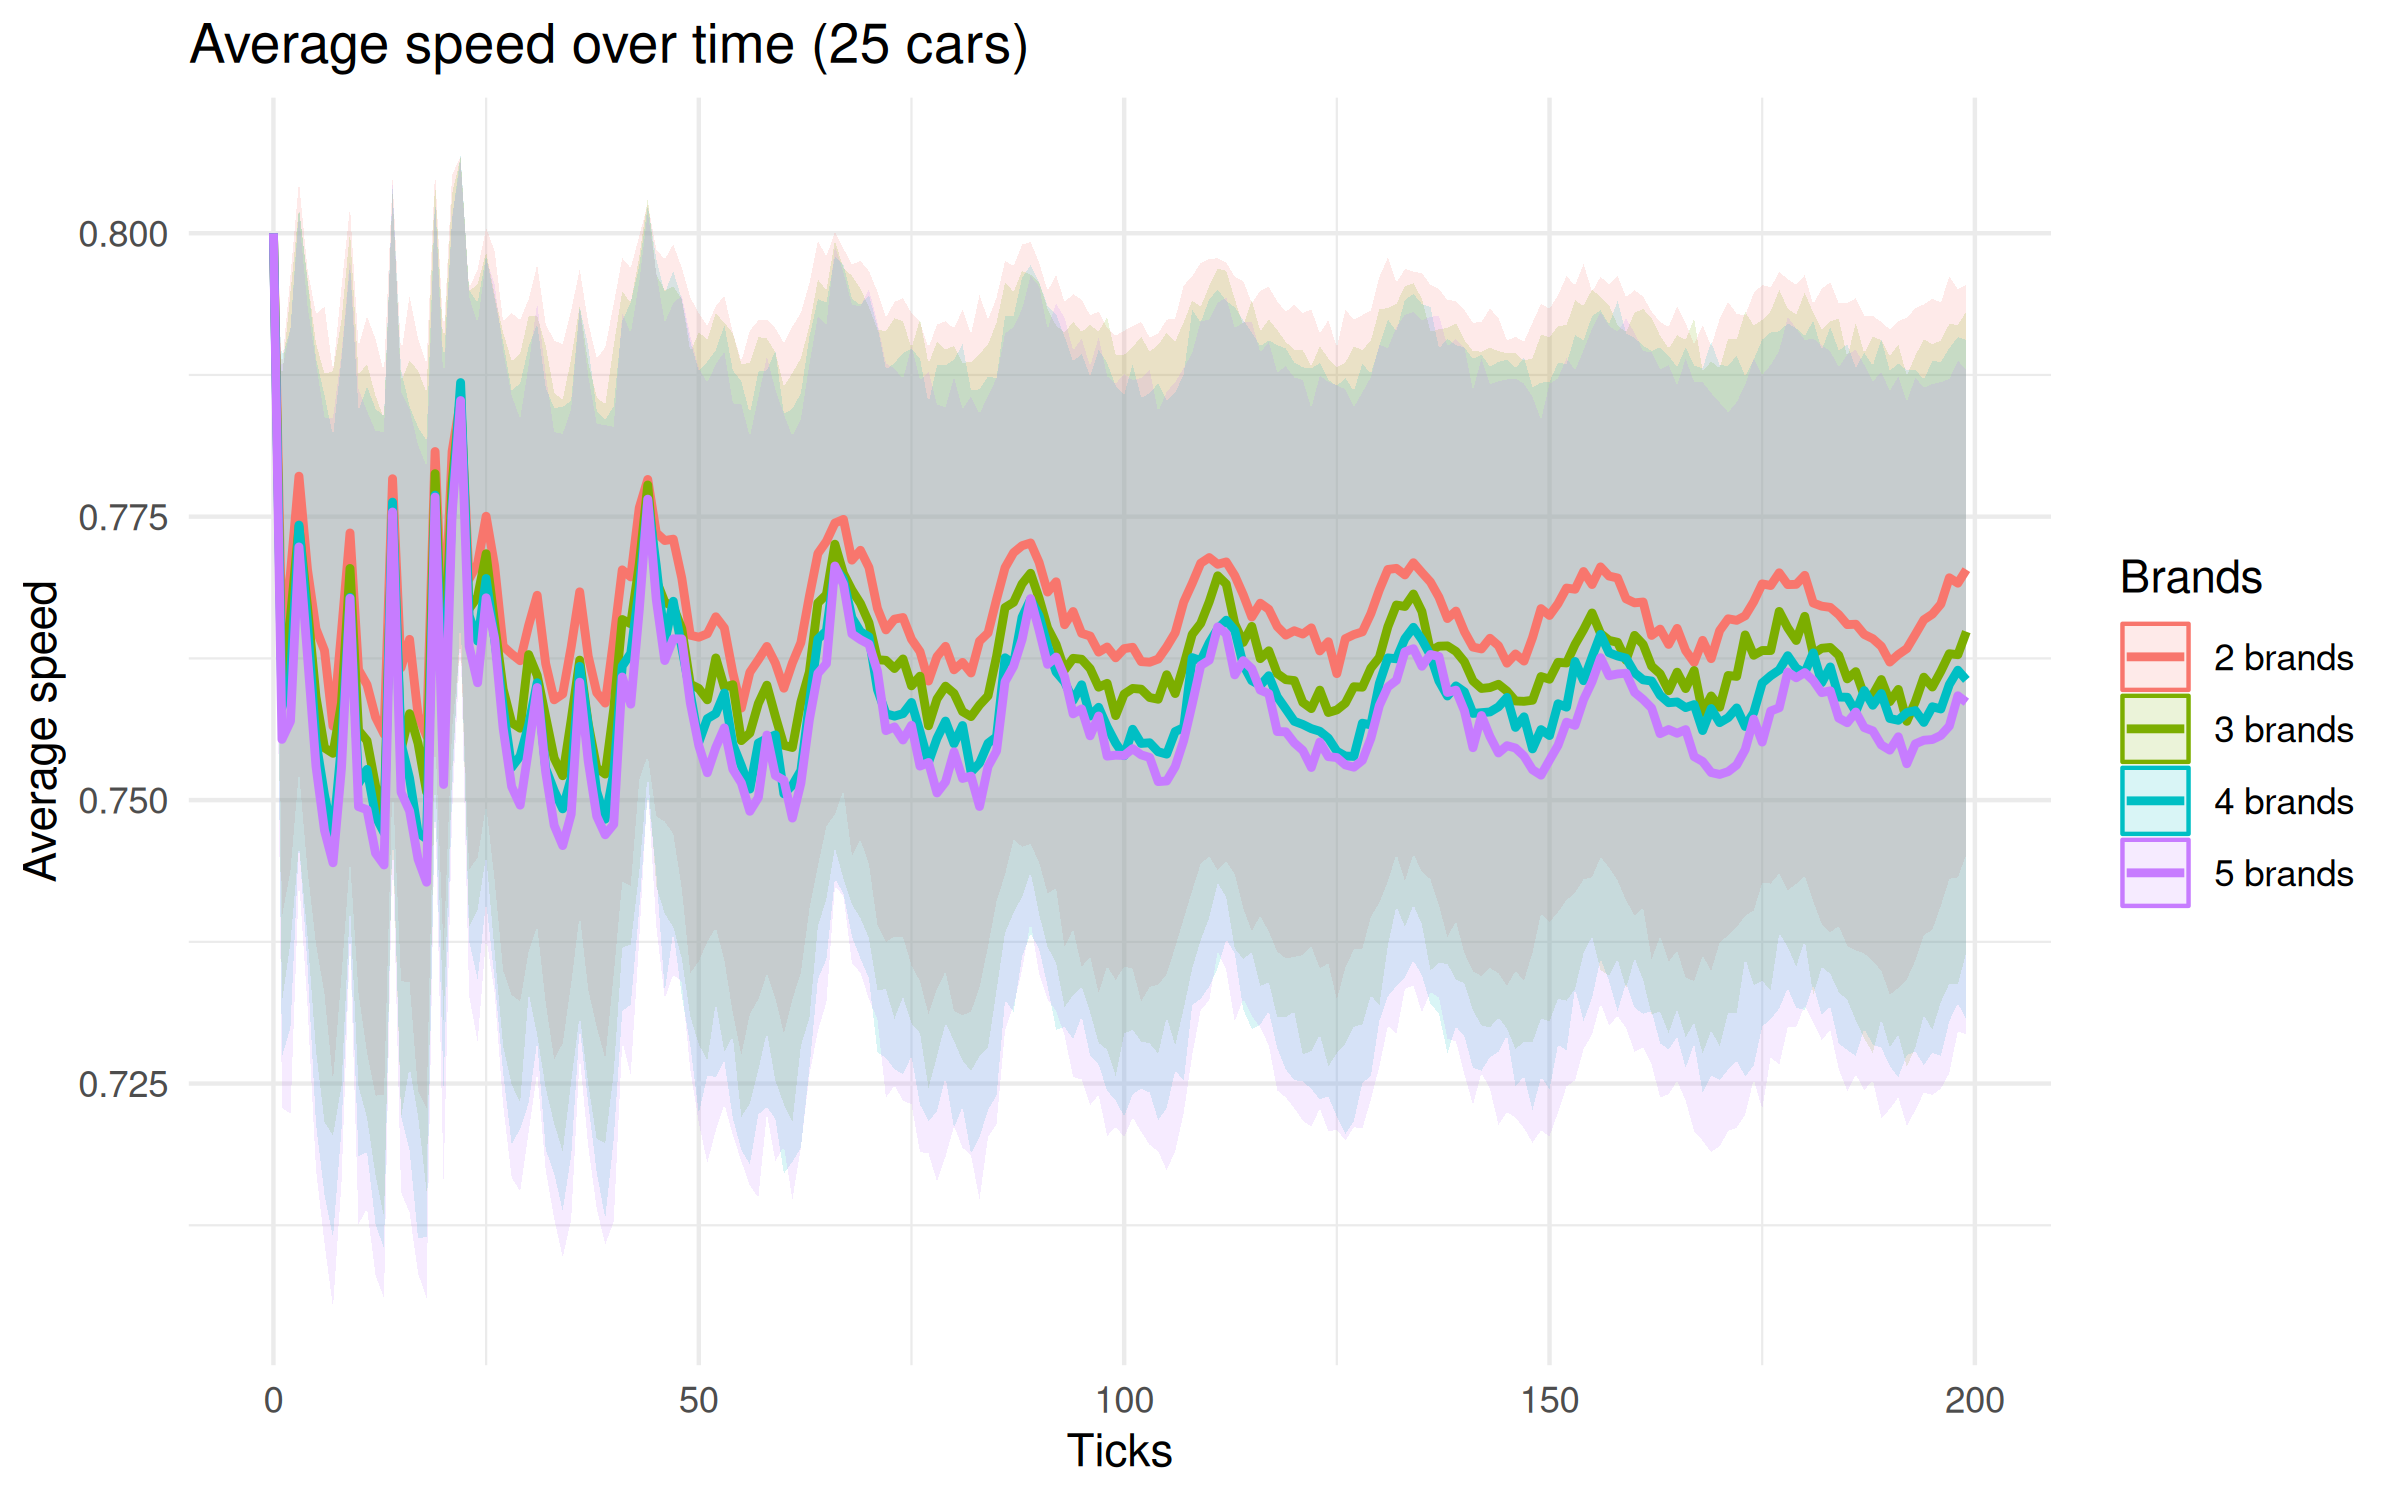 Average speed over time (25 cars)
Average speed
0.800
0.775
0.750
0.725
0
50
100
150
200
Ticks
Brands
2 brands
3 brands
4 brands
5 brands